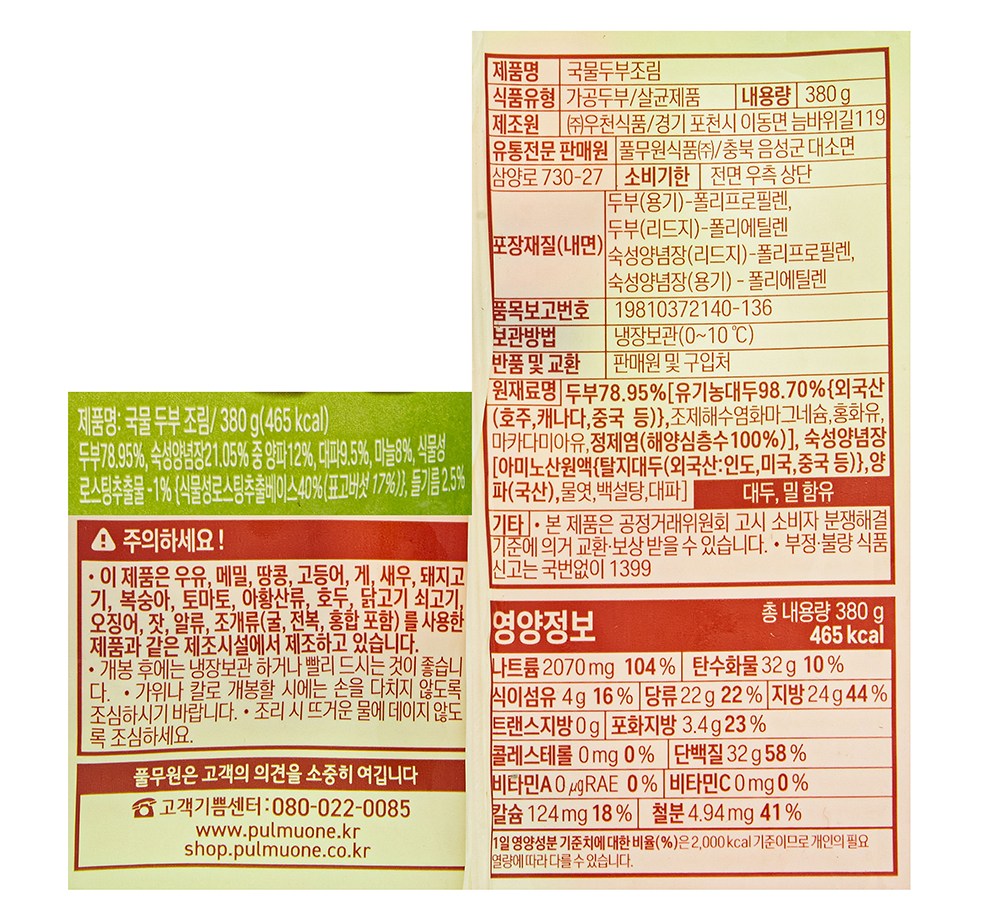 제품명: 국물 두부 조림/ 380 g(465 kcal)
두부78.95%, 숙성양념장21.05% 중 양파12%, 대파9.5%, 마늘8%, 식물성
로스팅추출물 -1% {식물성로스팅추출베이스40%(표고버섯 17%)}, 들기름 2.5%
주의하세요!
• 이 제품은 우유, 메밀, 땅콩, 고등어, 게, 새우, 돼지고
기, 복숭아, 토마토, 아황산류, 호두, 닭고기 쇠고기,
오징어, 잣, 알류, 조개류(굴, 전복, 홍합 포함) 를 사용한
제품과 같은 제조시설에서 제조하고 있습니다.
• 개봉 후에는 냉장보관 하거나 빨리 드시는 것이 좋습니
다. • 가위나 칼로 개봉할 시에는 손을 다치지 않도록
조심하시기 바랍니다. • 조리 시 뜨거운 물에 데이지 않도
록 조심하세요.
풀무원은 고객의 의견을 소중히 여깁니다
☎ 고객기쁨센터:080-022-0085
www.pulmuone.kr
shop.pulmuone.co.kr
제품명 국물두부조림
식품유형 가공두부/살균제품 내용량 380 g
제조원 ㈜우천식품/경기 포천시 이동면 늠바위길119
유통전문 판매원 풀무원식품㈜/충북 음성군 대소면
삼양로 730-27 소비기한 전면 우측 상단
포장재질(내면) 두부(용기)-폴리프로필렌,
두부(리드지)-폴리에틸렌
숙성양념장(리드지)-폴리프로필렌,
숙성양념장(용기) - 폴리에틸렌
품목보고번호 19810372140-136
보관방법 냉장보관(0~10 ℃)
반품 및 교환 판매원 및 구입처
원재료명 두부78.95%[유기농대두98.70%{외국산
(호주,캐나다,중국 등)},조제해수염화마그네슘,홍화유,
마카다미아유,정제염(해양심층수100%)], 숙성양념장
[아미노산원액{탈지대두(외국산:인도,미국,중국 등)},양
파(국산),물엿,백설탕,대파] 대두, 밀 함유
기타 • 본 제품은 공정거래위원회 고시 소비자 분쟁해결
기준에 의거 교환·보상 받을 수 있습니다. • 부정·불량 식품
신고는 국번없이 1399
영양정보 총 내용량 380 g
465 kcal
나트륨 2070 mg 104 % 탄수화물 32 g 10 %
식이섬유 4 g 16 % 당류 22 g 22 % 지방 24 g 44 %
트랜스지방 0 g 포화지방 3.4 g 23 %
콜레스테롤 0 mg 0 % 단백질 32 g 58 %
비타민A 0 μgRAE 0 % 비타민C 0 mg 0 %
칼슘 124 mg 18 % 철분 4.94 mg 41 %
1일 영양성분 기준치에 대한 비율(%)은 2,000 kcal 기준이므로 개인의 필요
열량에 따라 다를 수 있습니다.